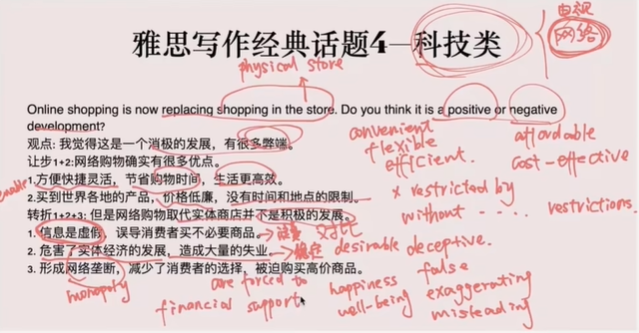 雅思写作经典话题4—科技类
电视
网络
physical store
Online shopping is now replacing shopping in the store. Do you think it is a positive or negative
development?
观点: 我觉得这是一个消极的发展，有很多弊端。
让步1+2:网络购物确实有很多优点。
1.方便快捷灵活，节省购物时间，生活更高效。
2.买到世界各地的产品，价格低廉，没有时间和地点的限制。
转折1+2+3: 但是网络购物取代实体商店并不是积极的发展。
1. 信息是虚假，误导消费者买不必要商品。
2. 危害了实体经济的发展，造成大量的失业。
3. 形成网络垄断，减少了消费者的选择，被迫购买高价商品。
convenient
flexible
efficient.
affordable
cost-effective
enable
x restricted by
without ---- restrictions.
对比
稳定
desirable
deceptive.
false
exaggerating
misleading
monopoly
are forced to
financial support
happiness
well-being